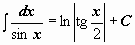 ∫ dx / sin x = ln |tg x/2| + C